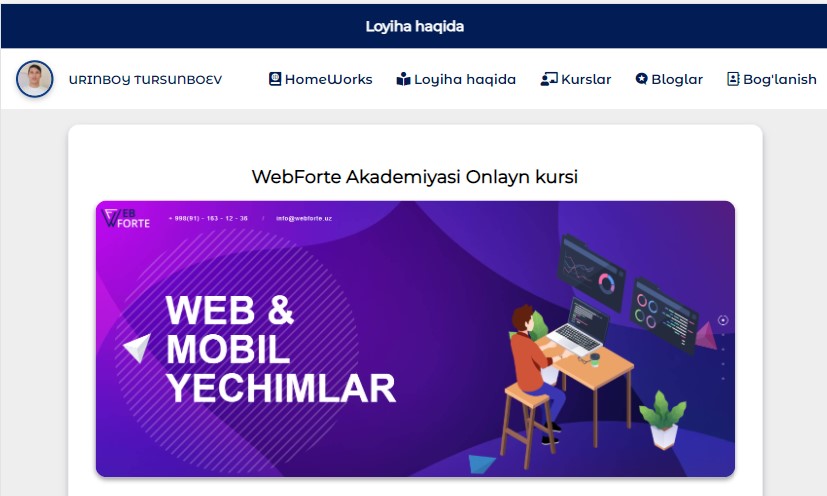 Loyiha haqida
URINBOY TURSUNBOEV
HomeWorks
Loyiha haqida
Kurslar
Bloglar
Bog'lanish
WebForte Akademiyasi Onlayn kursi
WEB
FORTE
+ 998(91) - 163 - 12 - 36 / info@webforte.uz
WEB &
MOBIL
YECHIMLAR